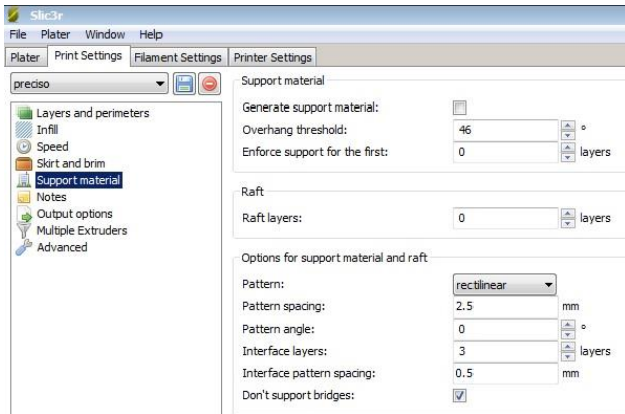 Slic3r
File Plater Window Help
Plater Print Settings Filament Settings Printer Settings
preciso
Layers and perimeters
Infill
Speed
Skirt and brim
Support material
Notes
Output options
Multiple Extruders
Advanced
Support material
Generate support material:
Overhang threshold: 46 °
Enforce support for the first: 0 layers
Raft
Raft layers: 0 layers
Options for support material and raft
Pattern: rectilinear
Pattern spacing: 2.5 mm
Pattern angle: 0 °
Interface layers: 3 layers
Interface pattern spacing: 0.5 mm
Don't support bridges: